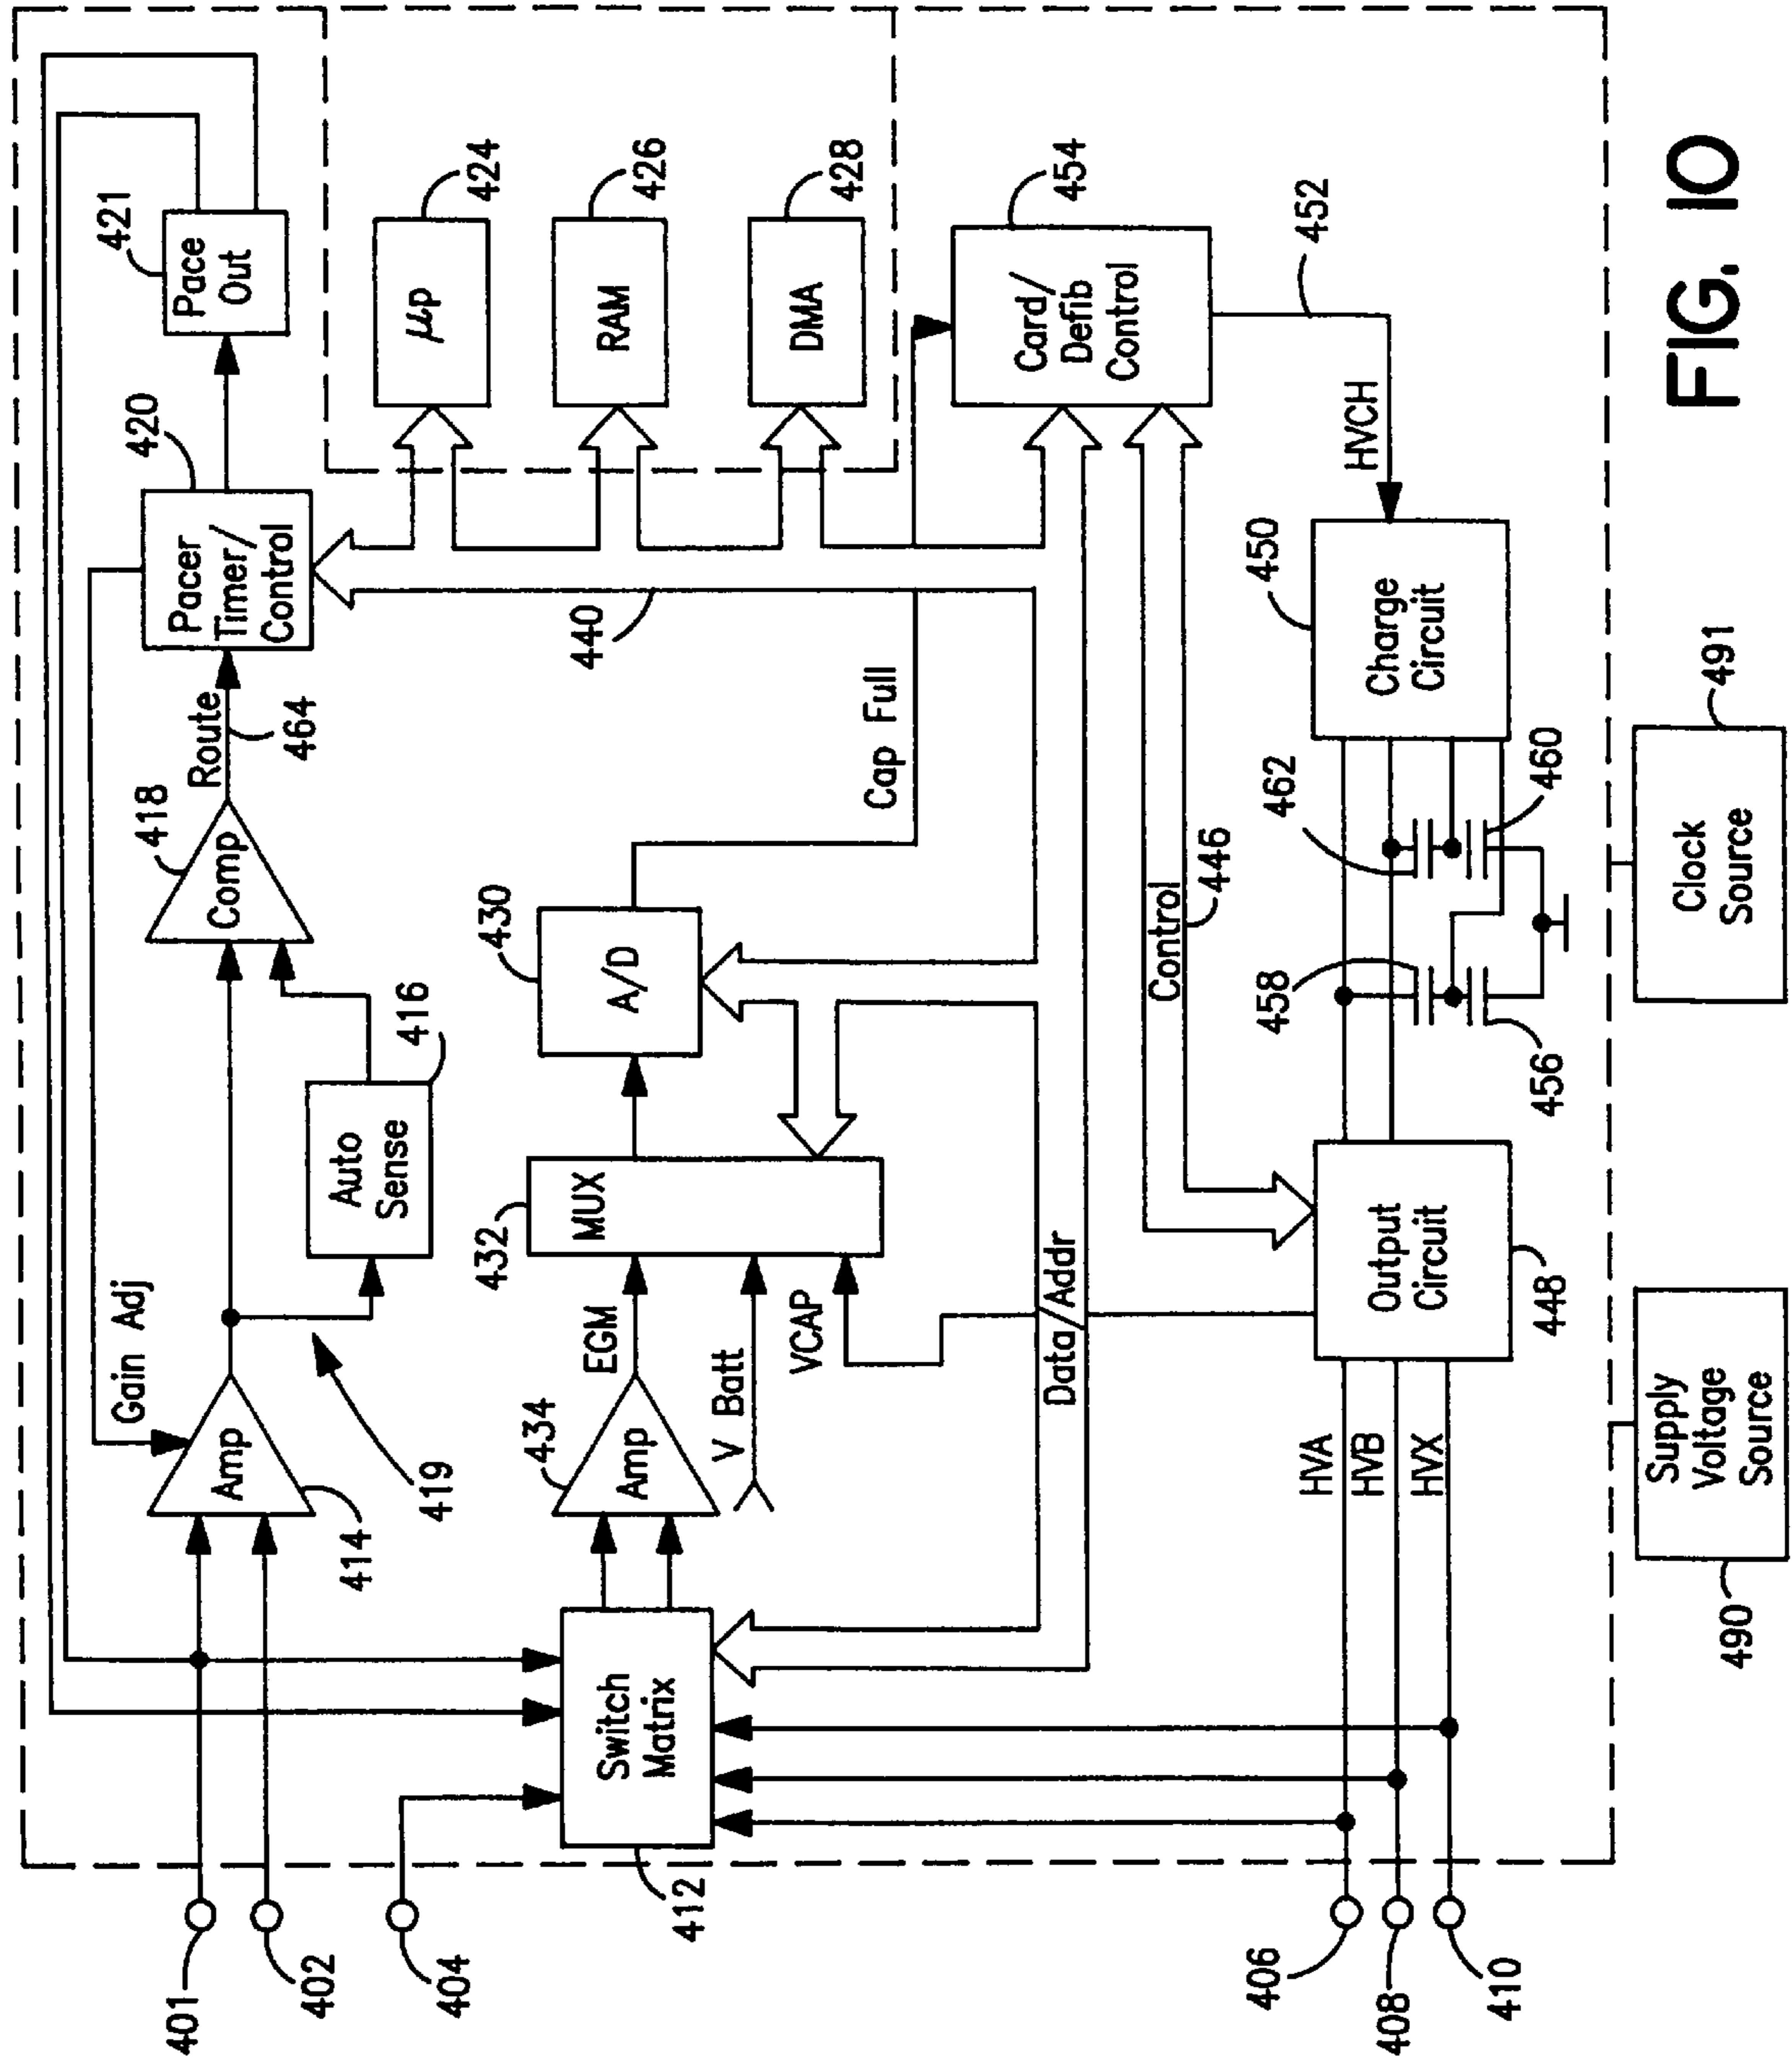 401
402
404
406
408
410
412
Switch
Matrix
414
Amp
Gain Adj
419
Auto
Sense
416
418
Comp
Route
464
420
Pacer
Timer/
Control
421
Pace
Out
434
Amp
EGM
V Batt
VCAP
432
MUX
430
A/D
Cap Full
440
μp
424
RAM
426
DMA
428
Data/Addr
Control
446
Card/
Defib
Control
454
452
HVCH
HVA
HVB
HVX
Output
Circuit
448
458
456
462
460
450
Charge
Circuit
Supply
Voltage
Source
490
Clock
Source
491
FIG. 10